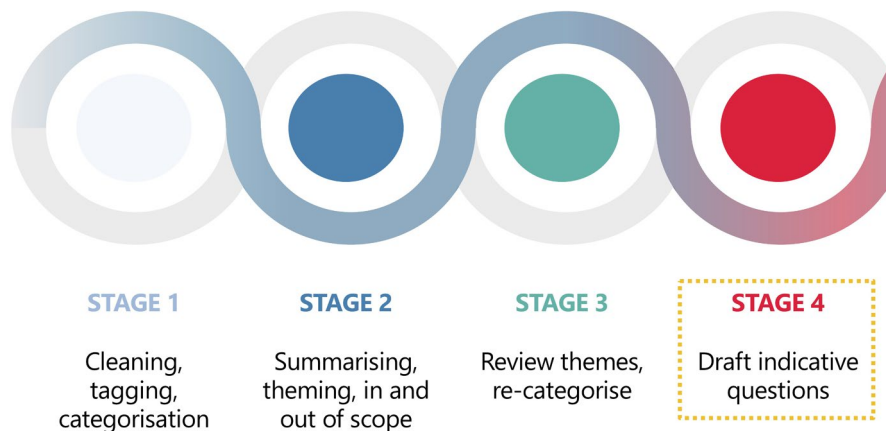 STAGE 1
Cleaning,
tagging,
categorisation
STAGE 2
Summarising,
theming, in and
out of scope
STAGE 3
Review themes,
re-categorise
STAGE 4
Draft indicative
questions